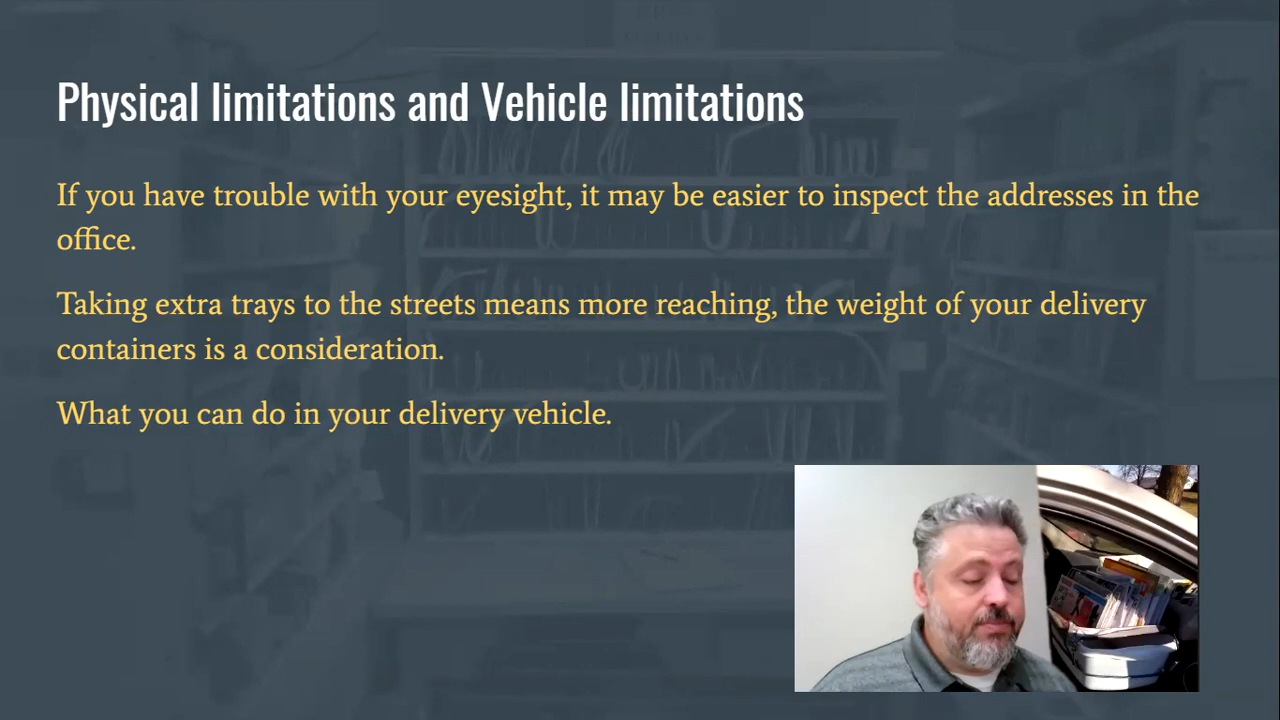 Physical limitations and Vehicle limitations
If you have trouble with your eyesight, it may be easier to inspect the addresses in the
office.
Taking extra trays to the streets means more reaching, the weight of your delivery
containers is a consideration.
What you can do in your delivery vehicle.